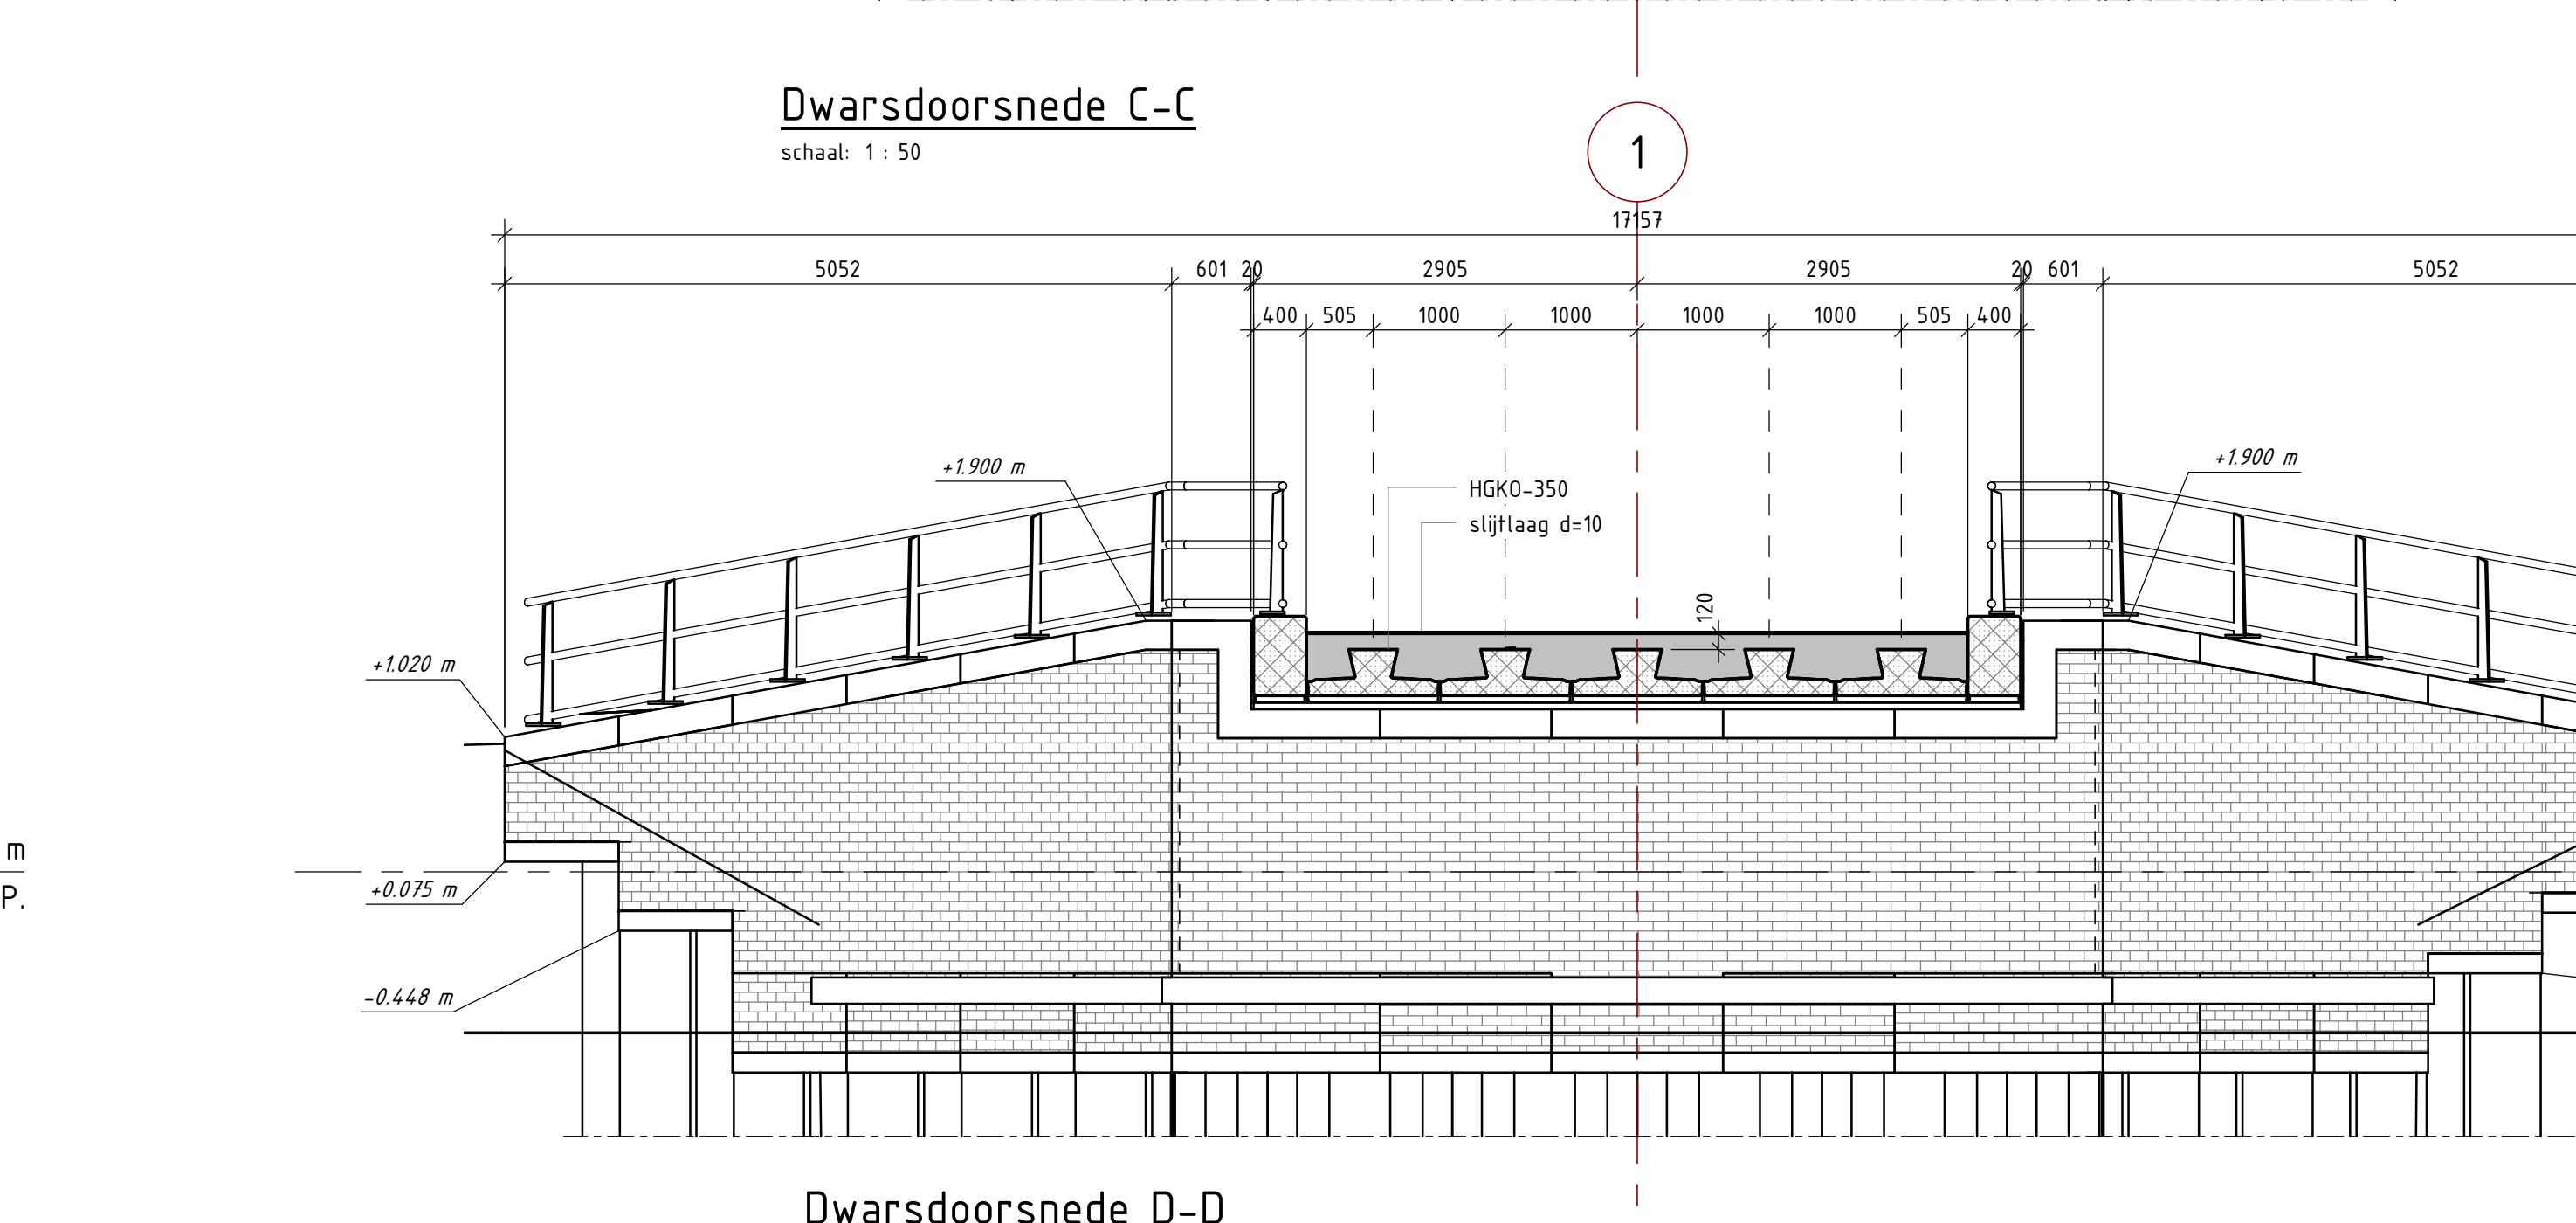 Dwarsdoorsnede C-C
schaal: 1 : 50
1
17157
5052 601 20 2905 2905 20 601 5052
400 505 1000 1000 1000 1000 505 400
+1.900 m
+1.900 m
HGKO-350
slijtlaag d=10
120
+1.020 m
m
P.
+0.075 m
-0.448 m
Dwarsdoorsnede D-D